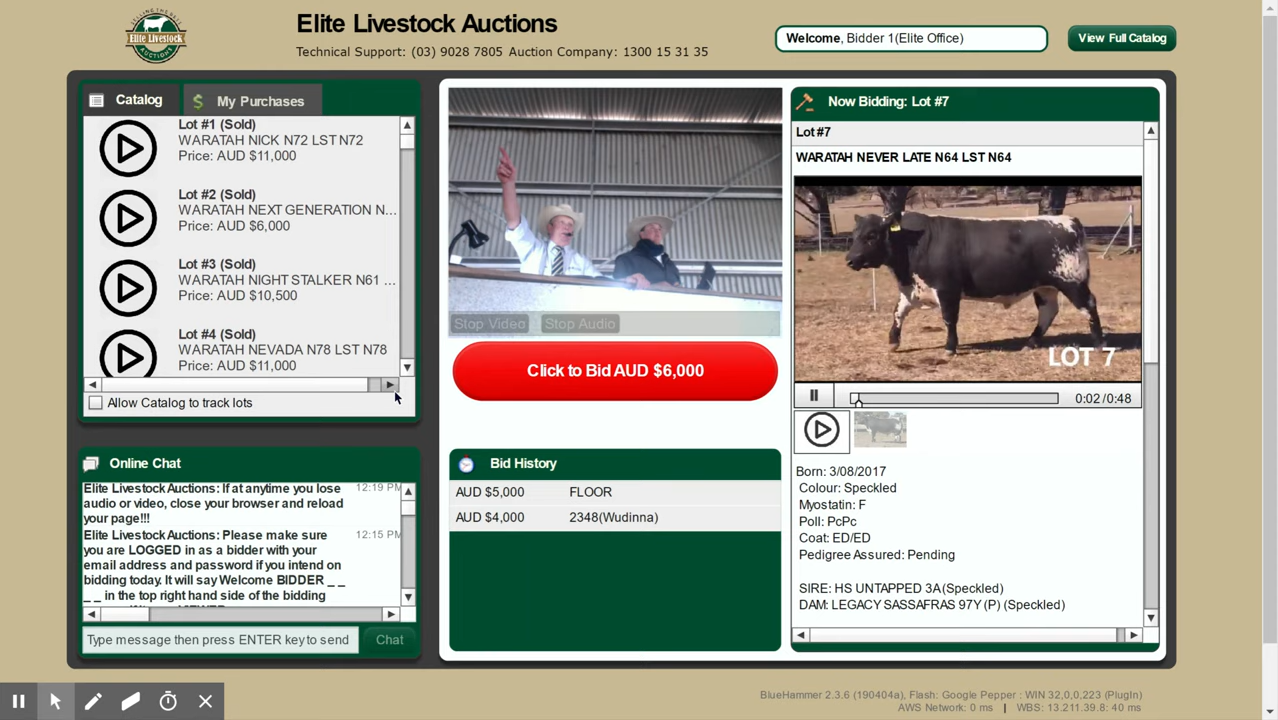 Elite Livestock
AUCTIONS
Elite Livestock Auctions
Technical Support: (03) 9028 7805 Auction Company: 1300 15 31 35
Welcome, Bidder 1(Elite Office)
View Full Catalog
Catalog
My Purchases
Lot #1 (Sold)
WARATAH NICK N72 LST N72
Price: AUD $11,000
Lot #2 (Sold)
WARATAH NEXT GENERATION N...
Price: AUD $6,000
Lot #3 (Sold)
WARATAH NIGHT STALKER N61 ...
Price: AUD $10,500
Lot #4 (Sold)
WARATAH NEVADA N78 LST N78
Price: AUD $11,000
Allow Catalog to track lots
Online Chat
Elite Livestock Auctions: If at anytime you lose 12:19 PM
audio or video, close your browser and reload
your page!!!
Elite Livestock Auctions: Please make sure 12:15 PM
you are LOGGED in as a bidder with your
email address and password if you intend on
bidding today. It will say Welcome BIDDER _ _
_ _ in the top right hand side of the bidding
Type message then press ENTER key to send
Chat
Stop Video
Stop Audio
Click to Bid AUD $6,000
Bid History
AUD $5,000 FLOOR
AUD $4,000 2348(Wudinna)
Now Bidding: Lot #7
Lot #7
WARATAH NEVER LATE N64 LST N64
LOT 7
0:02/0:48
Born: 3/08/2017
Colour: Speckled
Myostatin: F
Poll: PcPc
Coat: ED/ED
Pedigree Assured: Pending
SIRE: HS UNTAPPED 3A (Speckled)
DAM: LEGACY SASSAFRAS 97Y (P) (Speckled)
BlueHammer 2.3.6 (190404a), Flash: Google Pepper : WIN 32,0,0,223 (PlugIn)
AWS Network: 0 ms | WBS: 13.211.39.8: 40 ms